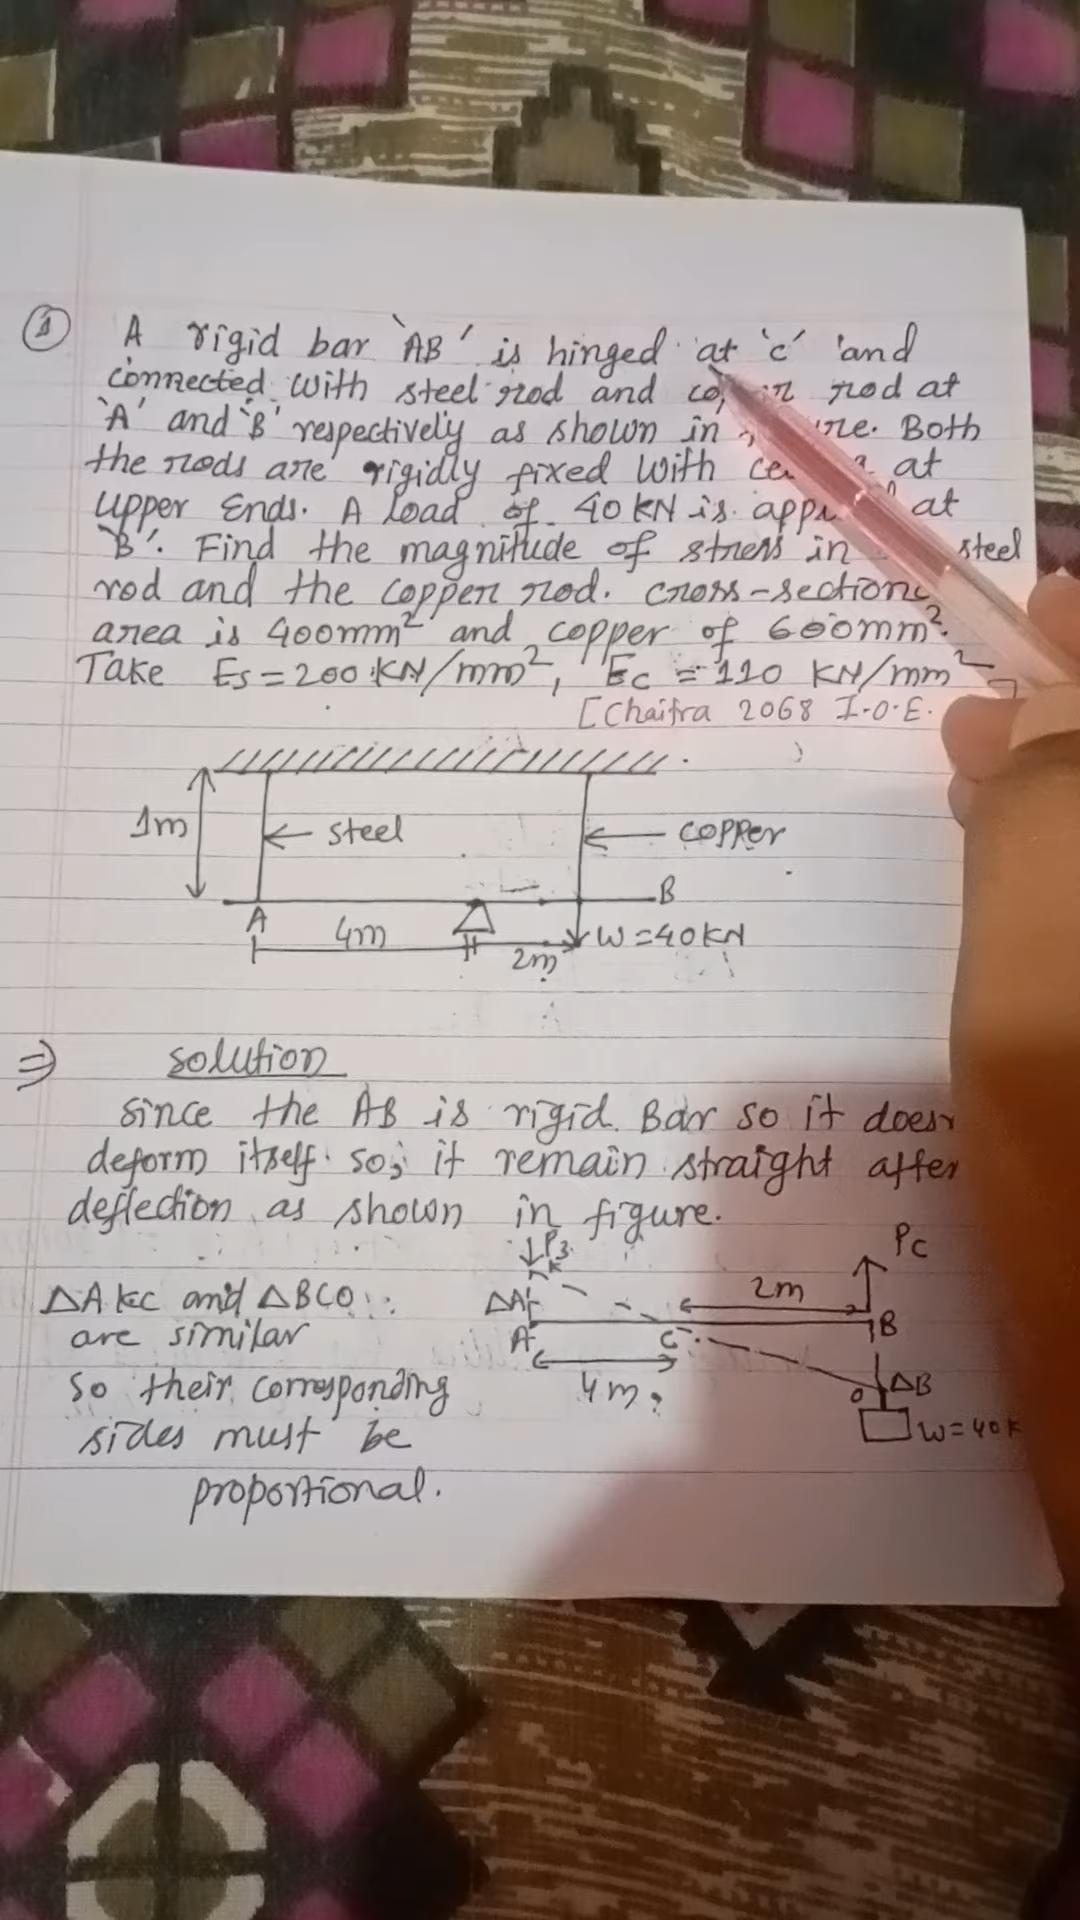 ① A rigid bar `AB' is hinged at 'c' and
connected with steel rod and rod at
`A' and `B' respectively as shown in Both
the rods are rigidly fixed with at
upper Ends. A load of 40 KN is at
`B'. Find the magnitude of stress in steel
rod and the copper rod. cross-section
area is 400mm² and copper of 600mm².
Take Es=200 KN/mm², Ec = 110 KN/mm²
[Chaitra 2068 I.O.E.
1m
steel
copper
A
B
4m
2m
W=40KN
=> solution
since the AB is rigid Bar so it does
deform itself. so, it remain straight after
deflection as shown in figure.
Pc
K
2m
ΔA
A
C
B
4m
O
ΔB
W=40K
ΔAKC and ΔBCO
are similar
so their corresponding
sides must be
proportional.